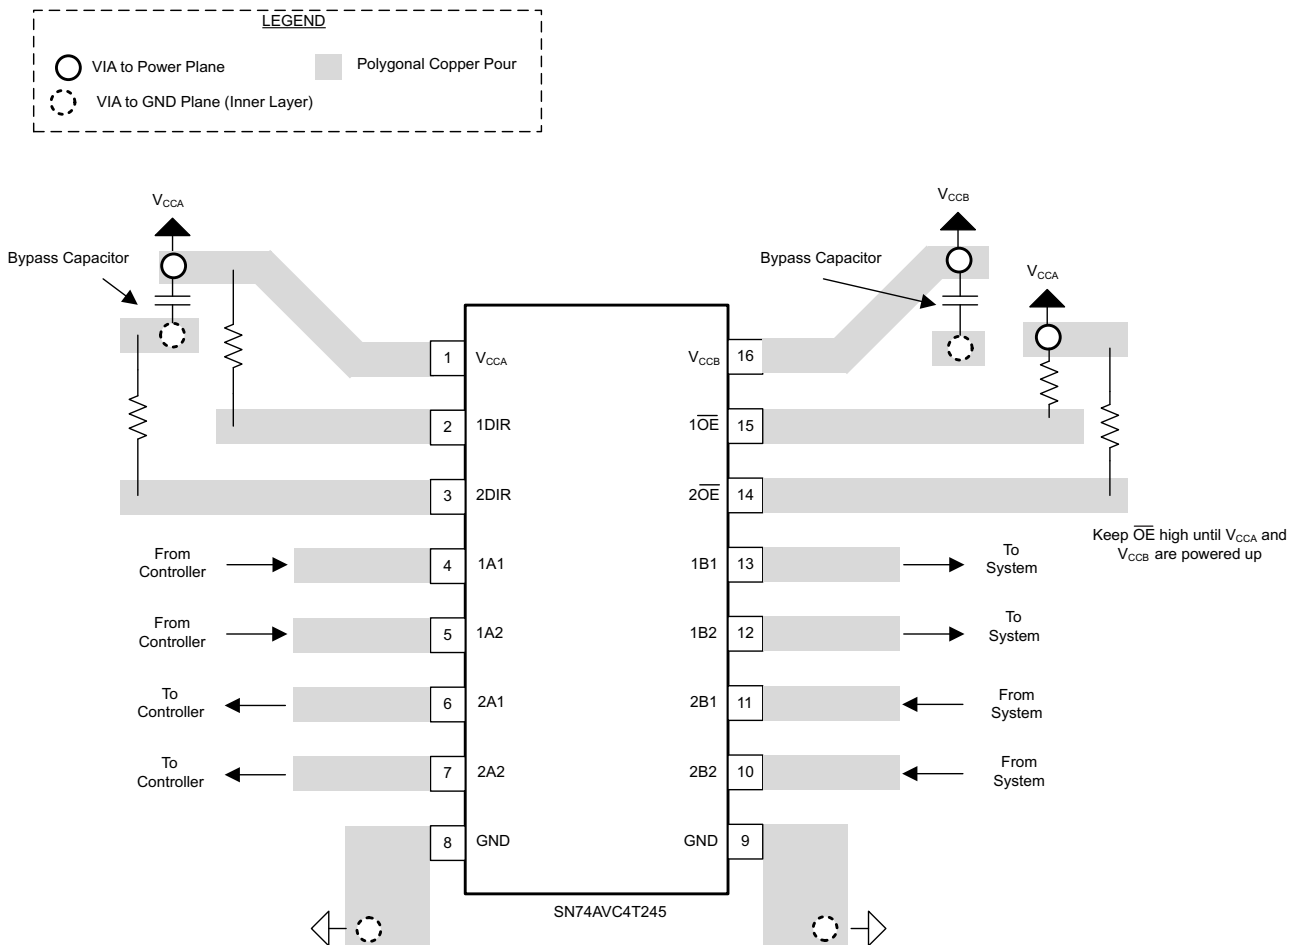 LEGEND
VIA to Power Plane
Polygonal Copper Pour
VIA to GND Plane (Inner Layer)
VCCA
Bypass Capacitor
VCCB
Bypass Capacitor
VCCA
1
VCCA
VCCB
16
2
1DIR
1O̅E̅
15
3
2DIR
2O̅E̅
14
Keep O̅E̅ high until VCCA and
VCCB are powered up
From
Controller
4
1A1
1B1
13
To
System
From
Controller
5
1A2
1B2
12
To
System
To
Controller
6
2A1
2B1
11
From
System
To
Controller
7
2A2
2B2
10
From
System
8
GND
GND
9
SN74AVC4T245